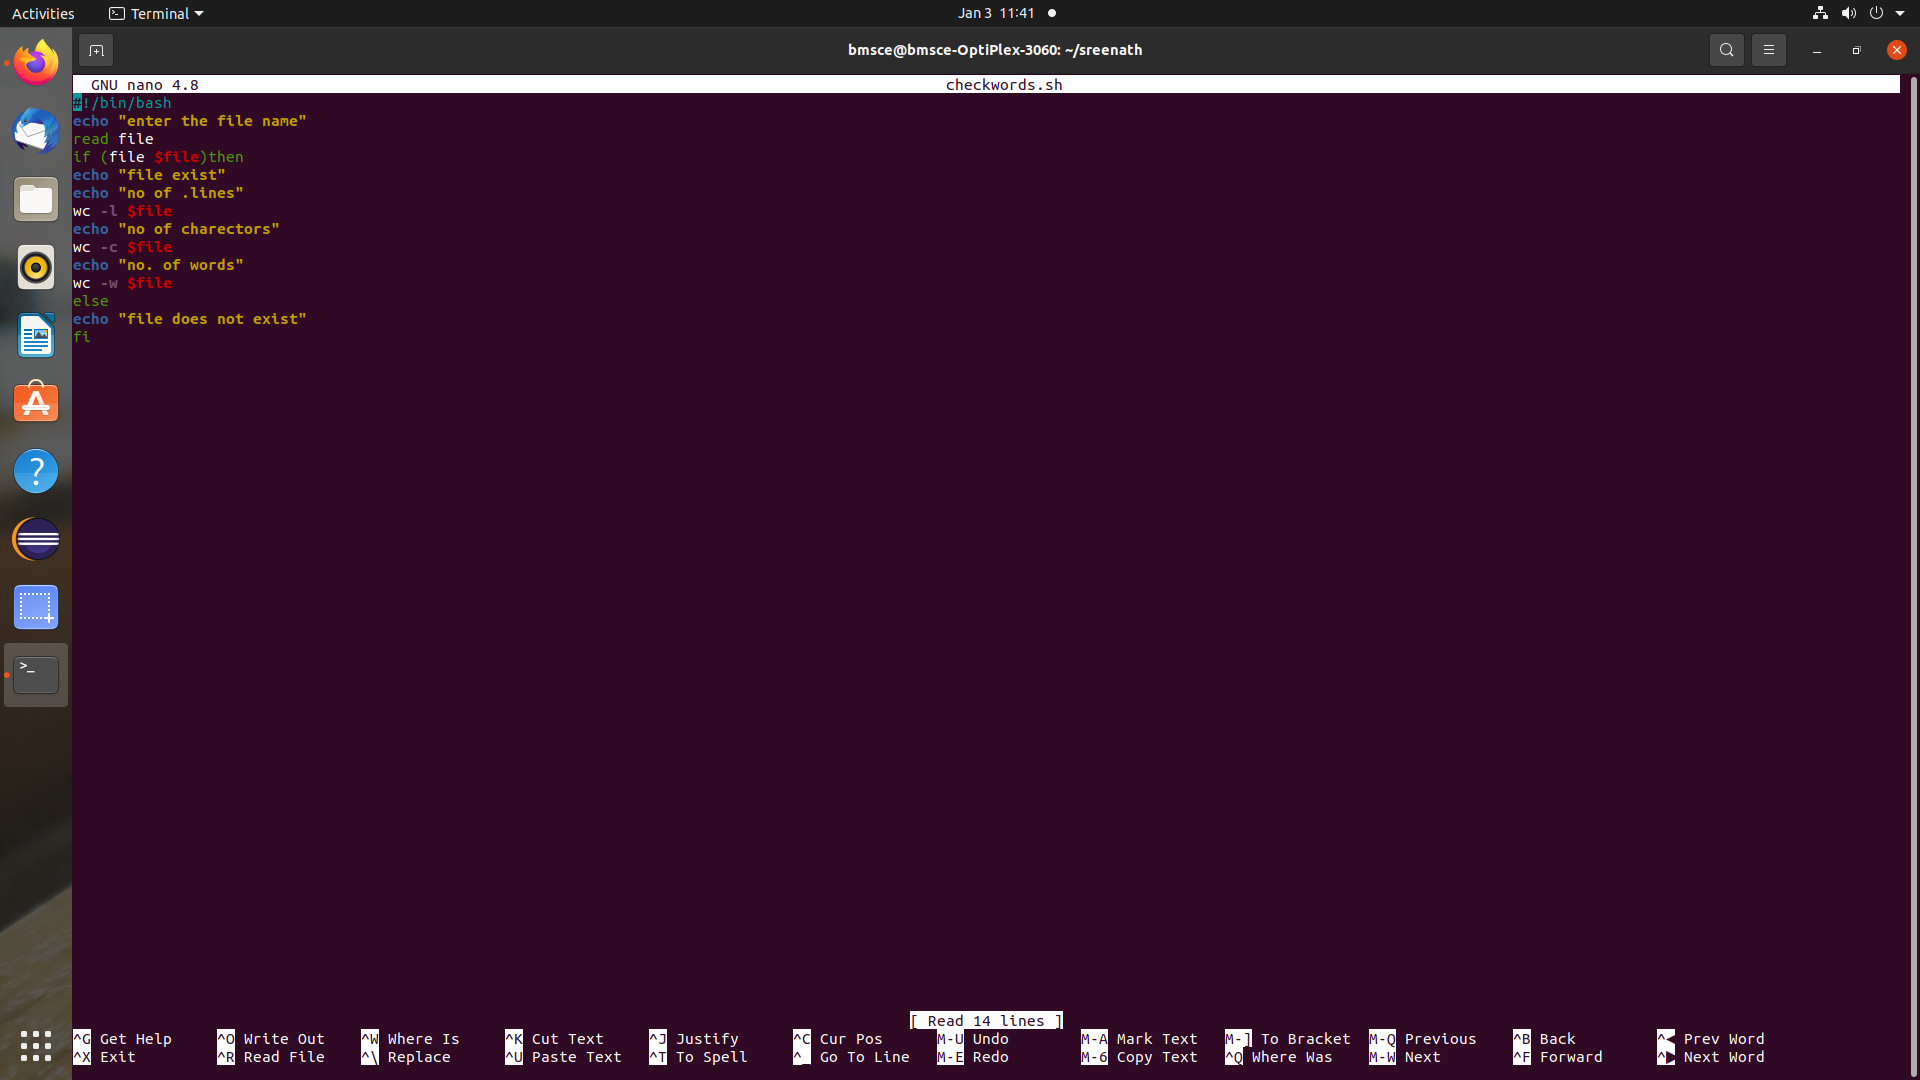 Activities Terminal Jan 3 11:41
bmsce@bmsce-OptiPlex-3060: ~/sreenath
GNU nano 4.8 checkwords.sh
#!/bin/bash
echo "enter the file name"
read file
if (file $file)then
echo "file exist"
echo "no of .lines"
wc -l $file
echo "no of charectors"
wc -c $file
echo "no. of words"
wc -w $file
else
echo "file does not exist"
fi
[ Read 14 lines ]
^G Get Help ^O Write Out ^W Where Is ^K Cut Text ^J Justify ^C Cur Pos M-U Undo M-A Mark Text M-] To Bracket M-Q Previous ^B Back ^◀ Prev Word
^X Exit ^R Read File ^\ Replace ^U Paste Text ^T To Spell ^_ Go To Line M-E Redo M-6 Copy Text ^Q Where Was M-W Next ^F Forward ^▶ Next Word